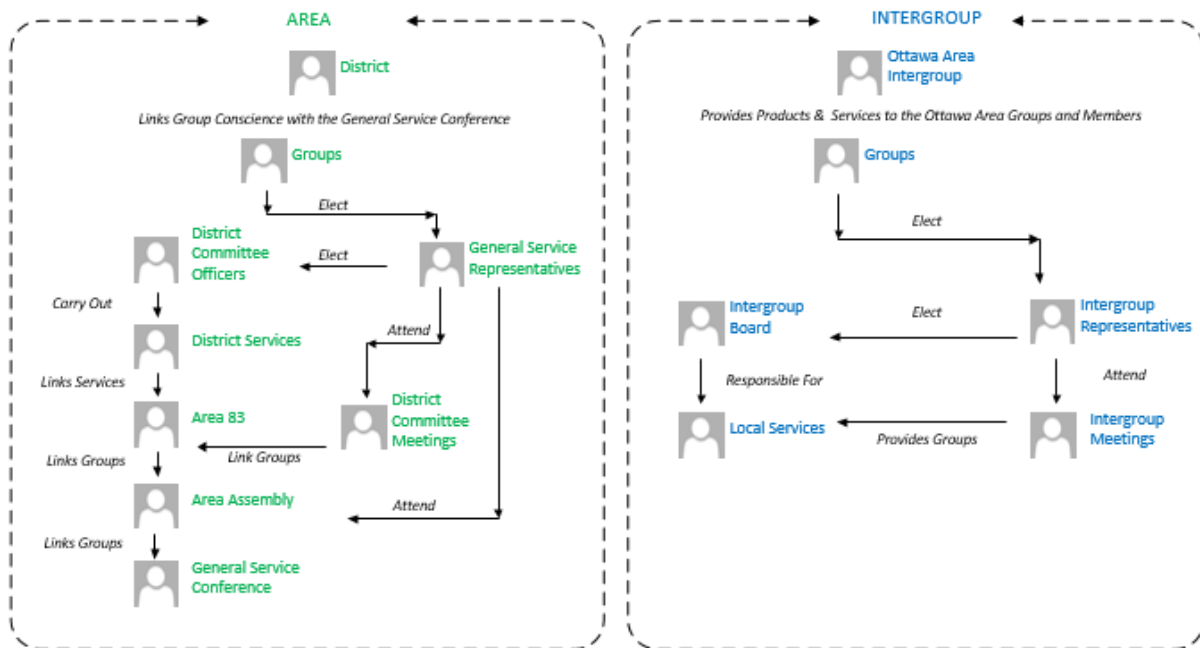 AREA
District
Links Group Conscience with the General Service Conference
Groups
Elect
District
Committee
Officers
Elect
General Service
Representatives
Carry Out
Attend
District Services
Links Services
Area 83
District
Committee
Meetings
Link Groups
Links Groups
Area Assembly
Attend
Links Groups
General Service
Conference
INTERGROUP
Ottawa Area
Intergroup
Provides Products & Services to the Ottawa Area Groups and Members
Groups
Elect
Intergroup
Board
Elect
Intergroup
Representatives
Responsible For
Attend
Local Services
Provides Groups
Intergroup
Meetings